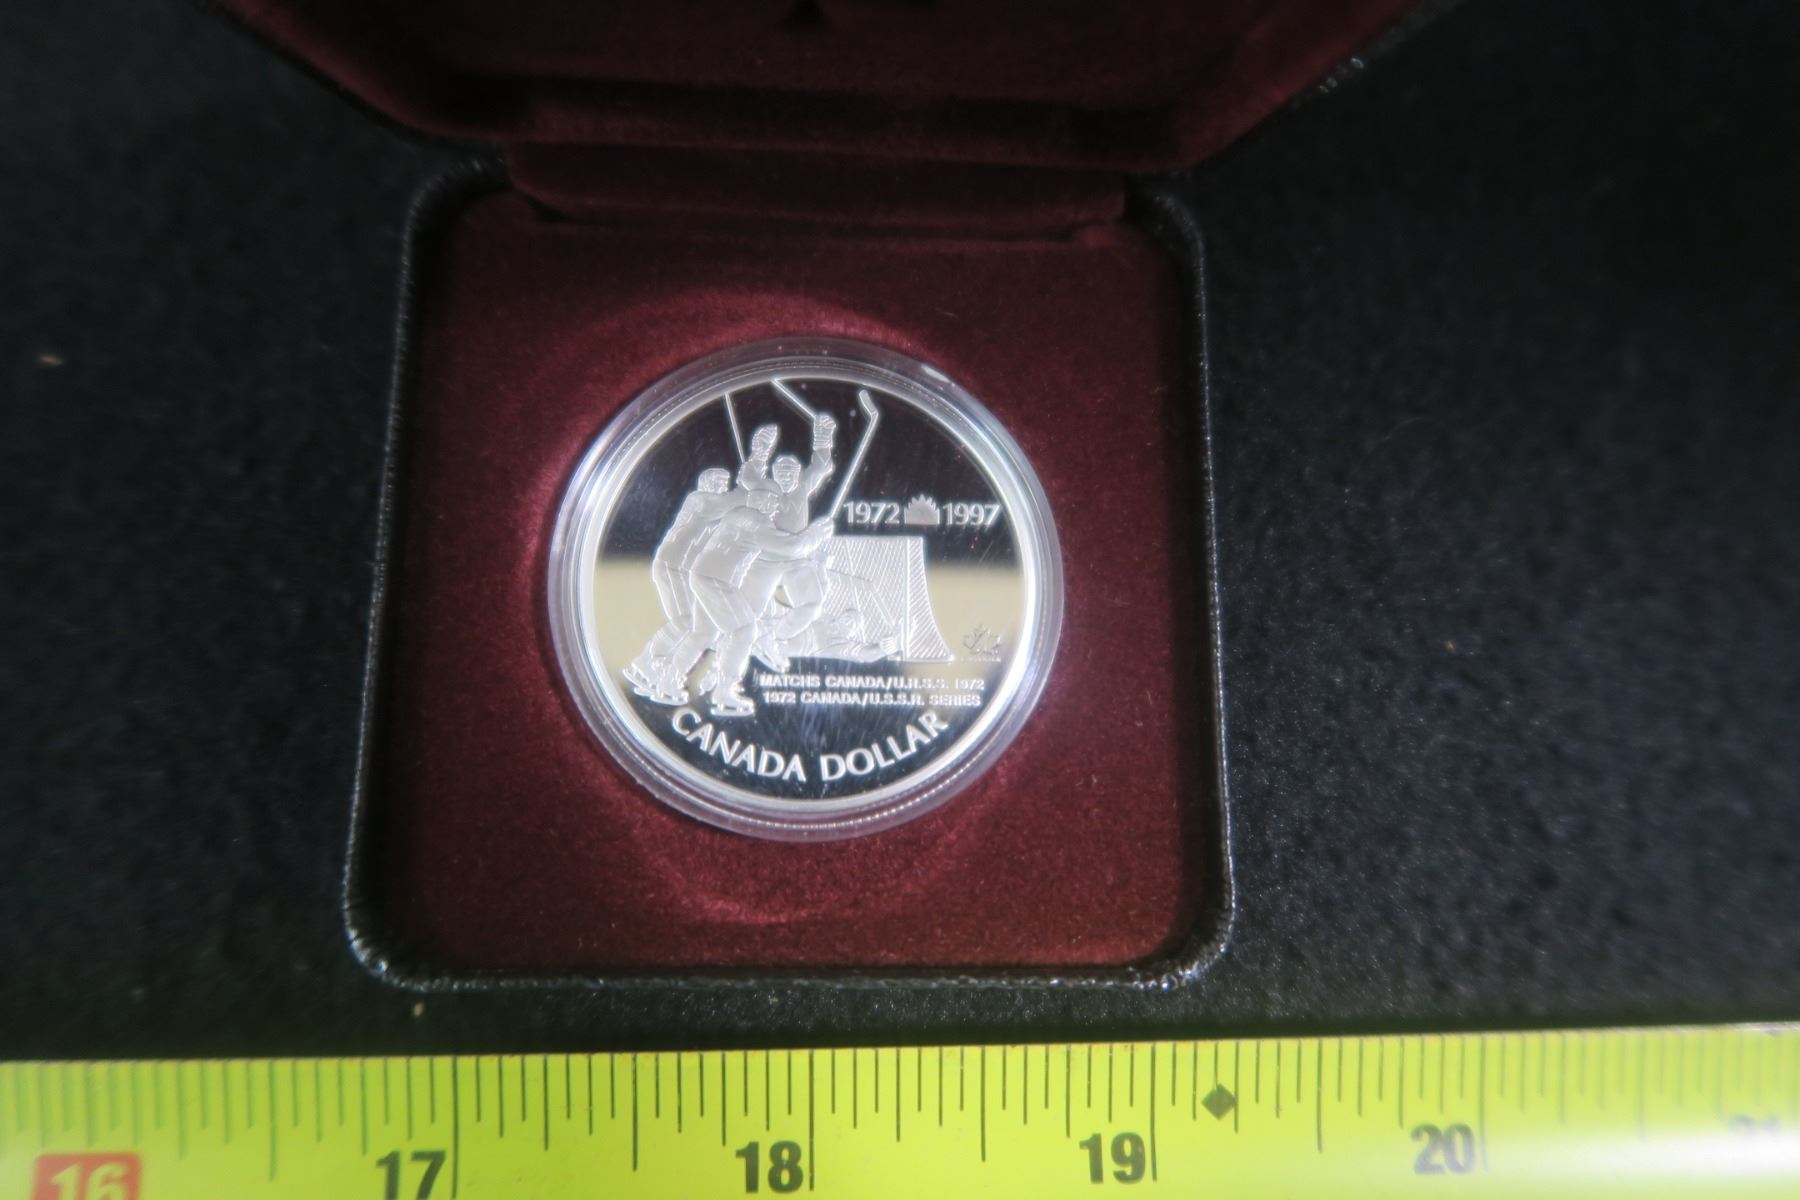 1972 1997
MATCHS CANADA/U.R.S.S. 1972
1972 CANADA/U.S.S.R. SERIES
CANADA DOLLAR
16 17 18 19 20